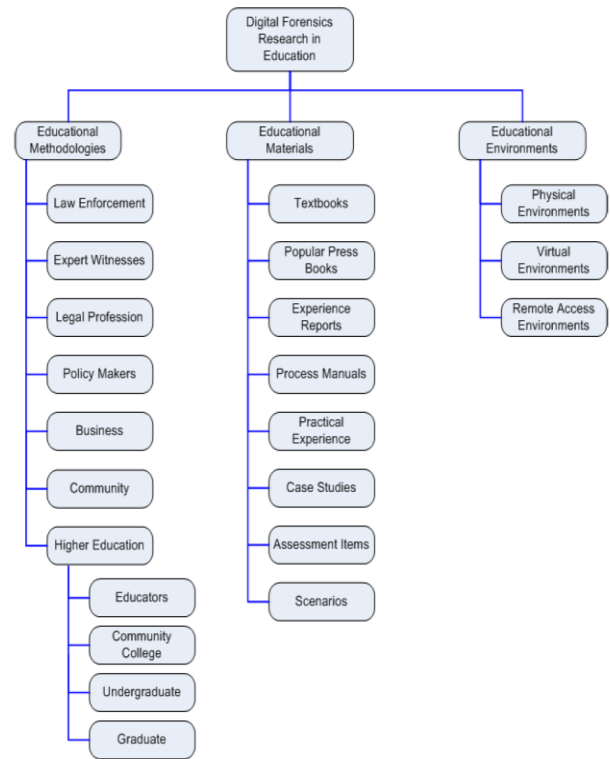 Digital Forensics
Research in
Education
Educational
Methodologies
Law Enforcement
Expert Witnesses
Legal Profession
Policy Makers
Business
Community
Higher Education
Educators
Community
College
Undergraduate
Graduate
Educational
Materials
Textbooks
Popular Press
Books
Experience
Reports
Process Manuals
Practical
Experience
Case Studies
Assessment Items
Scenarios
Educational
Environments
Physical
Environments
Virtual
Environments
Remote Access
Environments